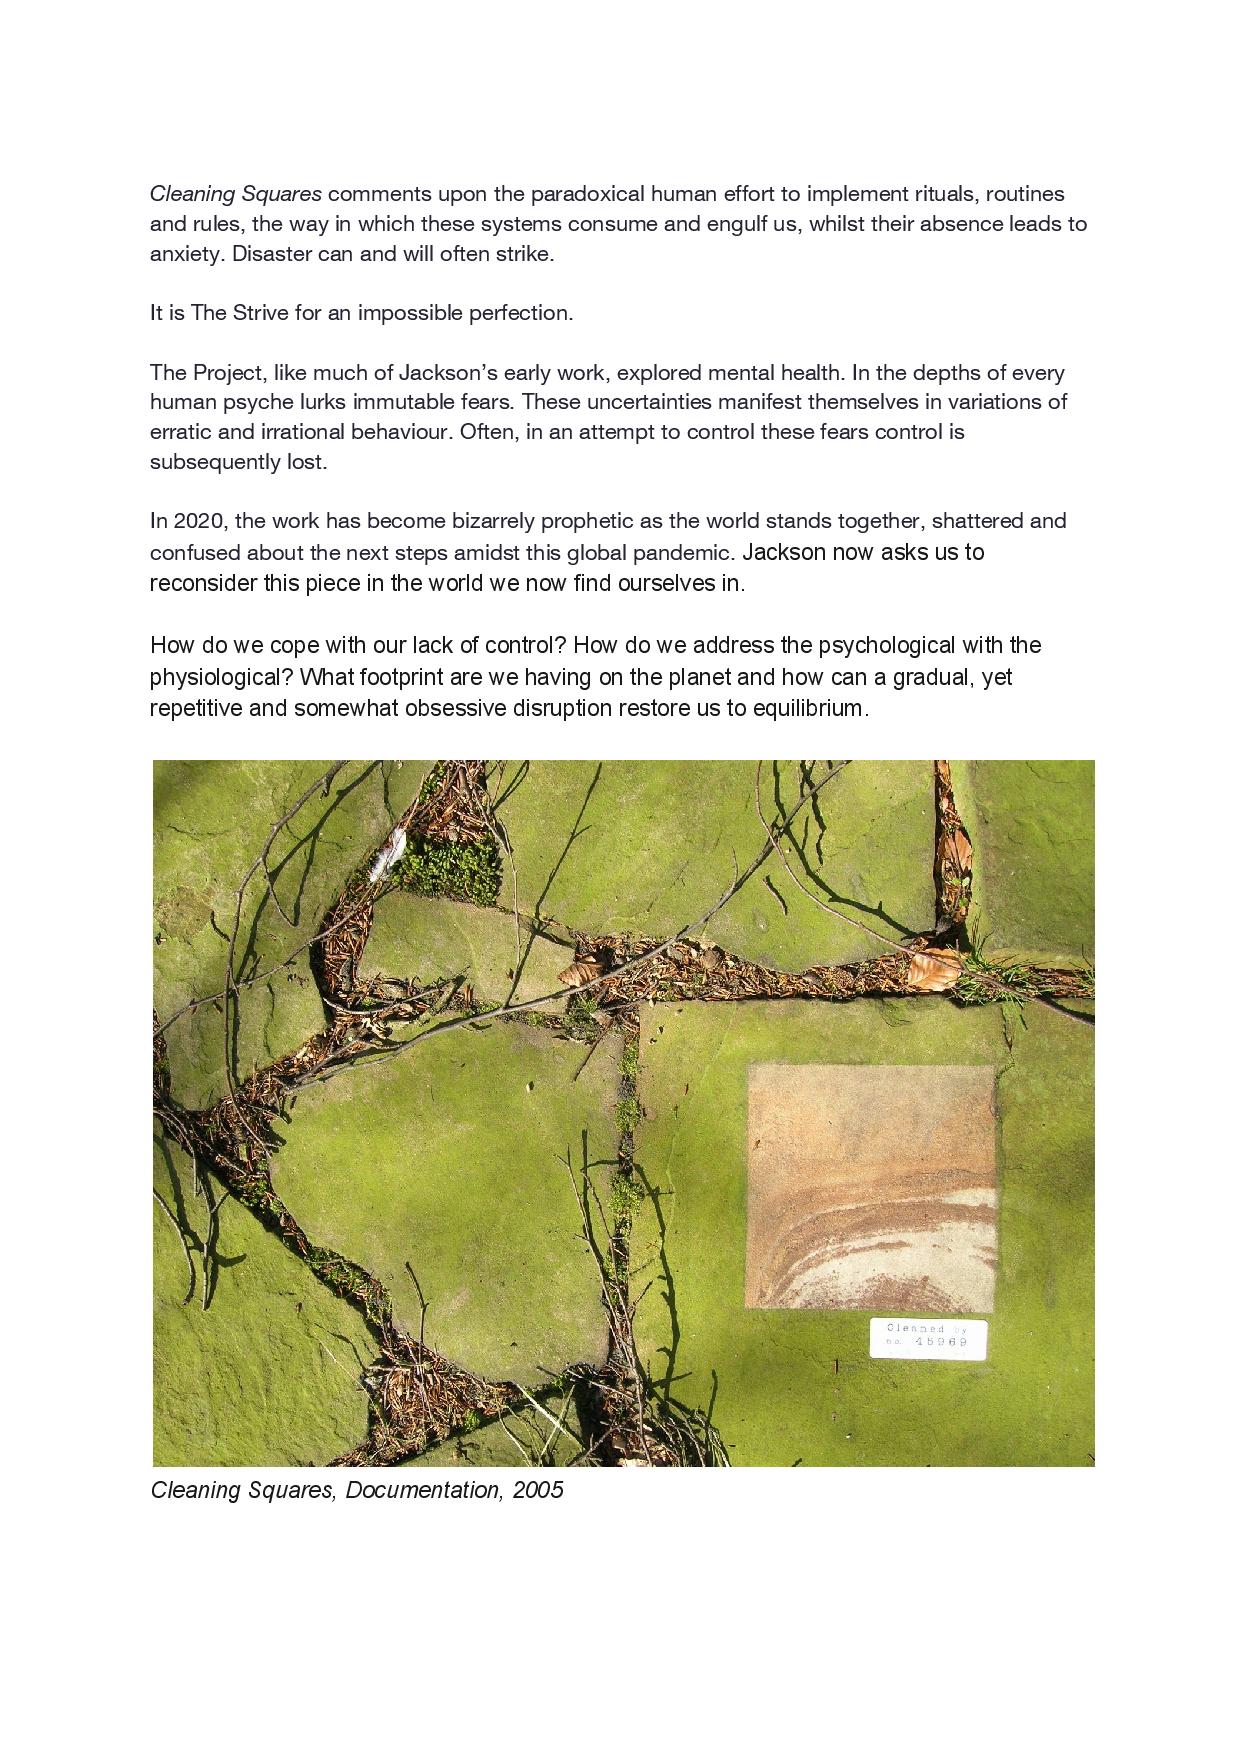 Cleaning Squares comments upon the paradoxical human effort to implement rituals, routines
and rules, the way in which these systems consume and engulf us, whilst their absence leads to
anxiety. Disaster can and will often strike.
It is The Strive for an impossible perfection.
The Project, like much of Jackson’s early work, explored mental health. In the depths of every
human psyche lurks immutable fears. These uncertainties manifest themselves in variations of
erratic and irrational behaviour. Often, in an attempt to control these fears control is
subsequently lost.
In 2020, the work has become bizarrely prophetic as the world stands together, shattered and
confused about the next steps amidst this global pandemic. Jackson now asks us to
reconsider this piece in the world we now find ourselves in.
How do we cope with our lack of control? How do we address the psychological with the
physiological? What footprint are we having on the planet and how can a gradual, yet
repetitive and somewhat obsessive disruption restore us to equilibrium.
Cleaned by
no. 45969
Cleaning Squares, Documentation, 2005